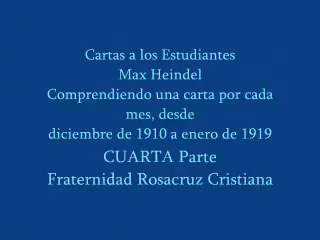 Cartas a los Estudiantes
Max Heindel
Comprendiendo una carta por cada
mes, desde
diciembre de 1910 a enero de 1919
CUARTA Parte
Fraternidad Rosacruz Cristiana